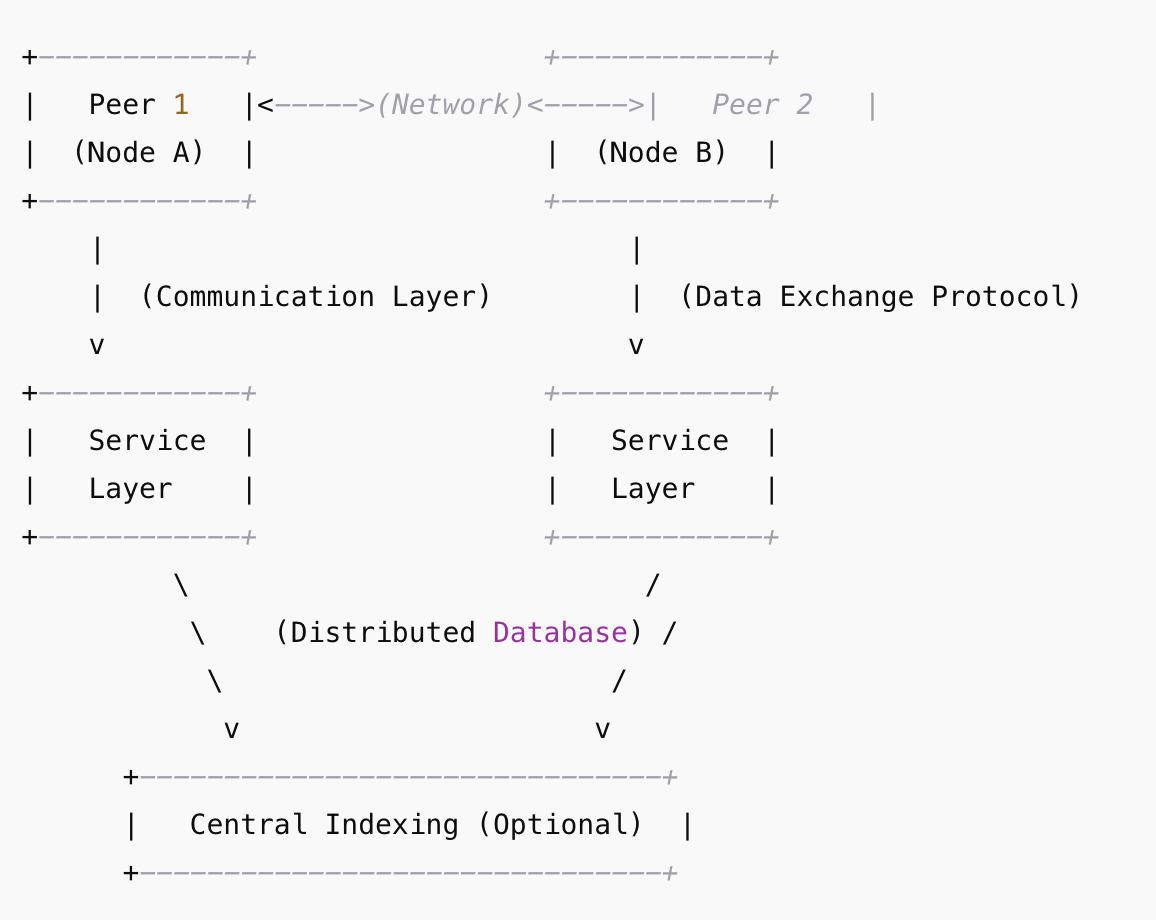 +------------+                 +------------+
|   Peer 1   |<----->(Network)<----->|   Peer 2   |
|  (Node A)  |                 |  (Node B)  |
+------------+                 +------------+
    |                               |
    |  (Communication Layer)        |  (Data Exchange Protocol)
    v                               v
+------------+                 +------------+
|   Service  |                 |   Service  |
|   Layer    |                 |   Layer    |
+------------+                 +------------+
         \                           /
          \    (Distributed Database) /
           \                       /
            v                     v
      +-------------------------------+
      |   Central Indexing (Optional)  |
      +-------------------------------+